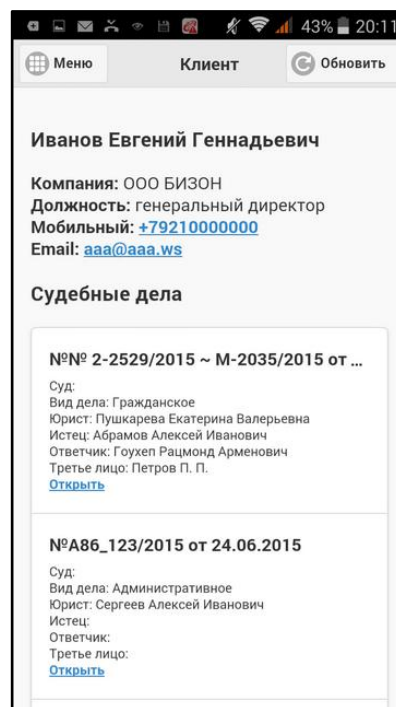 43% 20:11
Меню Клиент Обновить
Иванов Евгений Геннадьевич
Компания: ООО БИЗОН
Должность: генеральный директор
Мобильный: +79210000000
Email: aaa@aaa.ws
Судебные дела
№№ 2-2529/2015 ~ М-2035/2015 от ...
Суд:
Вид дела: Гражданское
Юрист: Пушкарева Екатерина Валерьевна
Истец: Абрамов Алексей Иванович
Ответчик: Гоухеп Рацмонд Арменович
Третье лицо: Петров П. П.
Открыть
№А86_123/2015 от 24.06.2015
Суд:
Вид дела: Административное
Юрист: Сергеев Алексей Иванович
Истец:
Ответчик:
Третье лицо:
Открыть